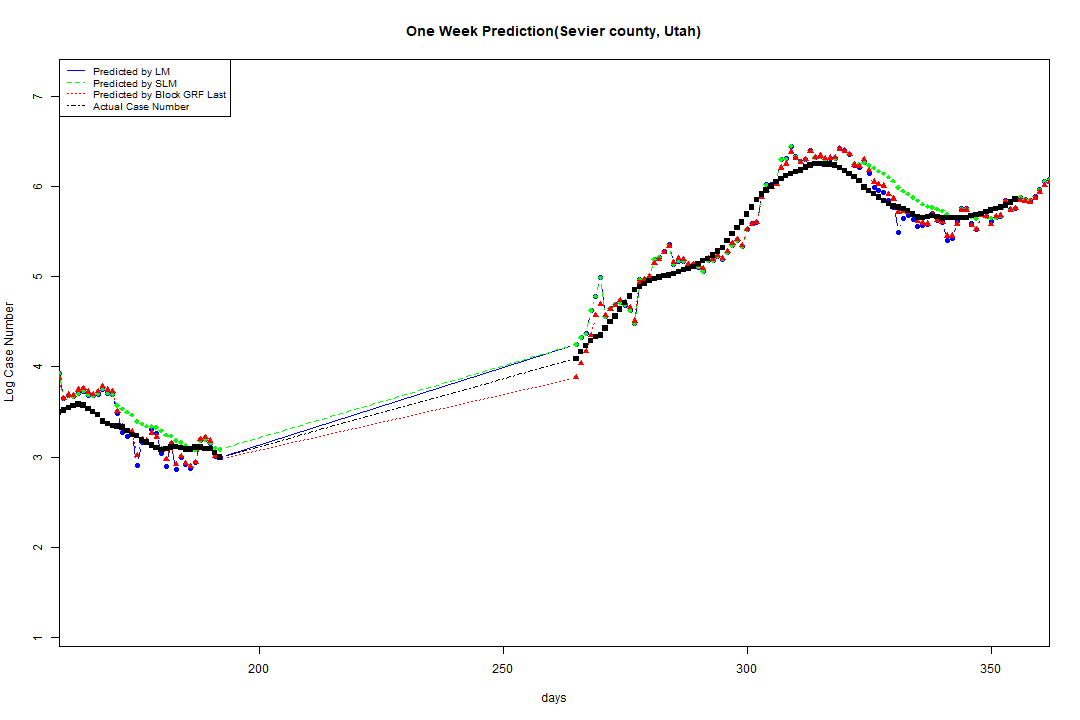 One Week Prediction(Sevier county, Utah)
Predicted by LM
Predicted by SLM
Predicted by Block GRF Last
Actual Case Number
Log Case Number
7
6
5
4
3
2
1
200
250
300
350
days